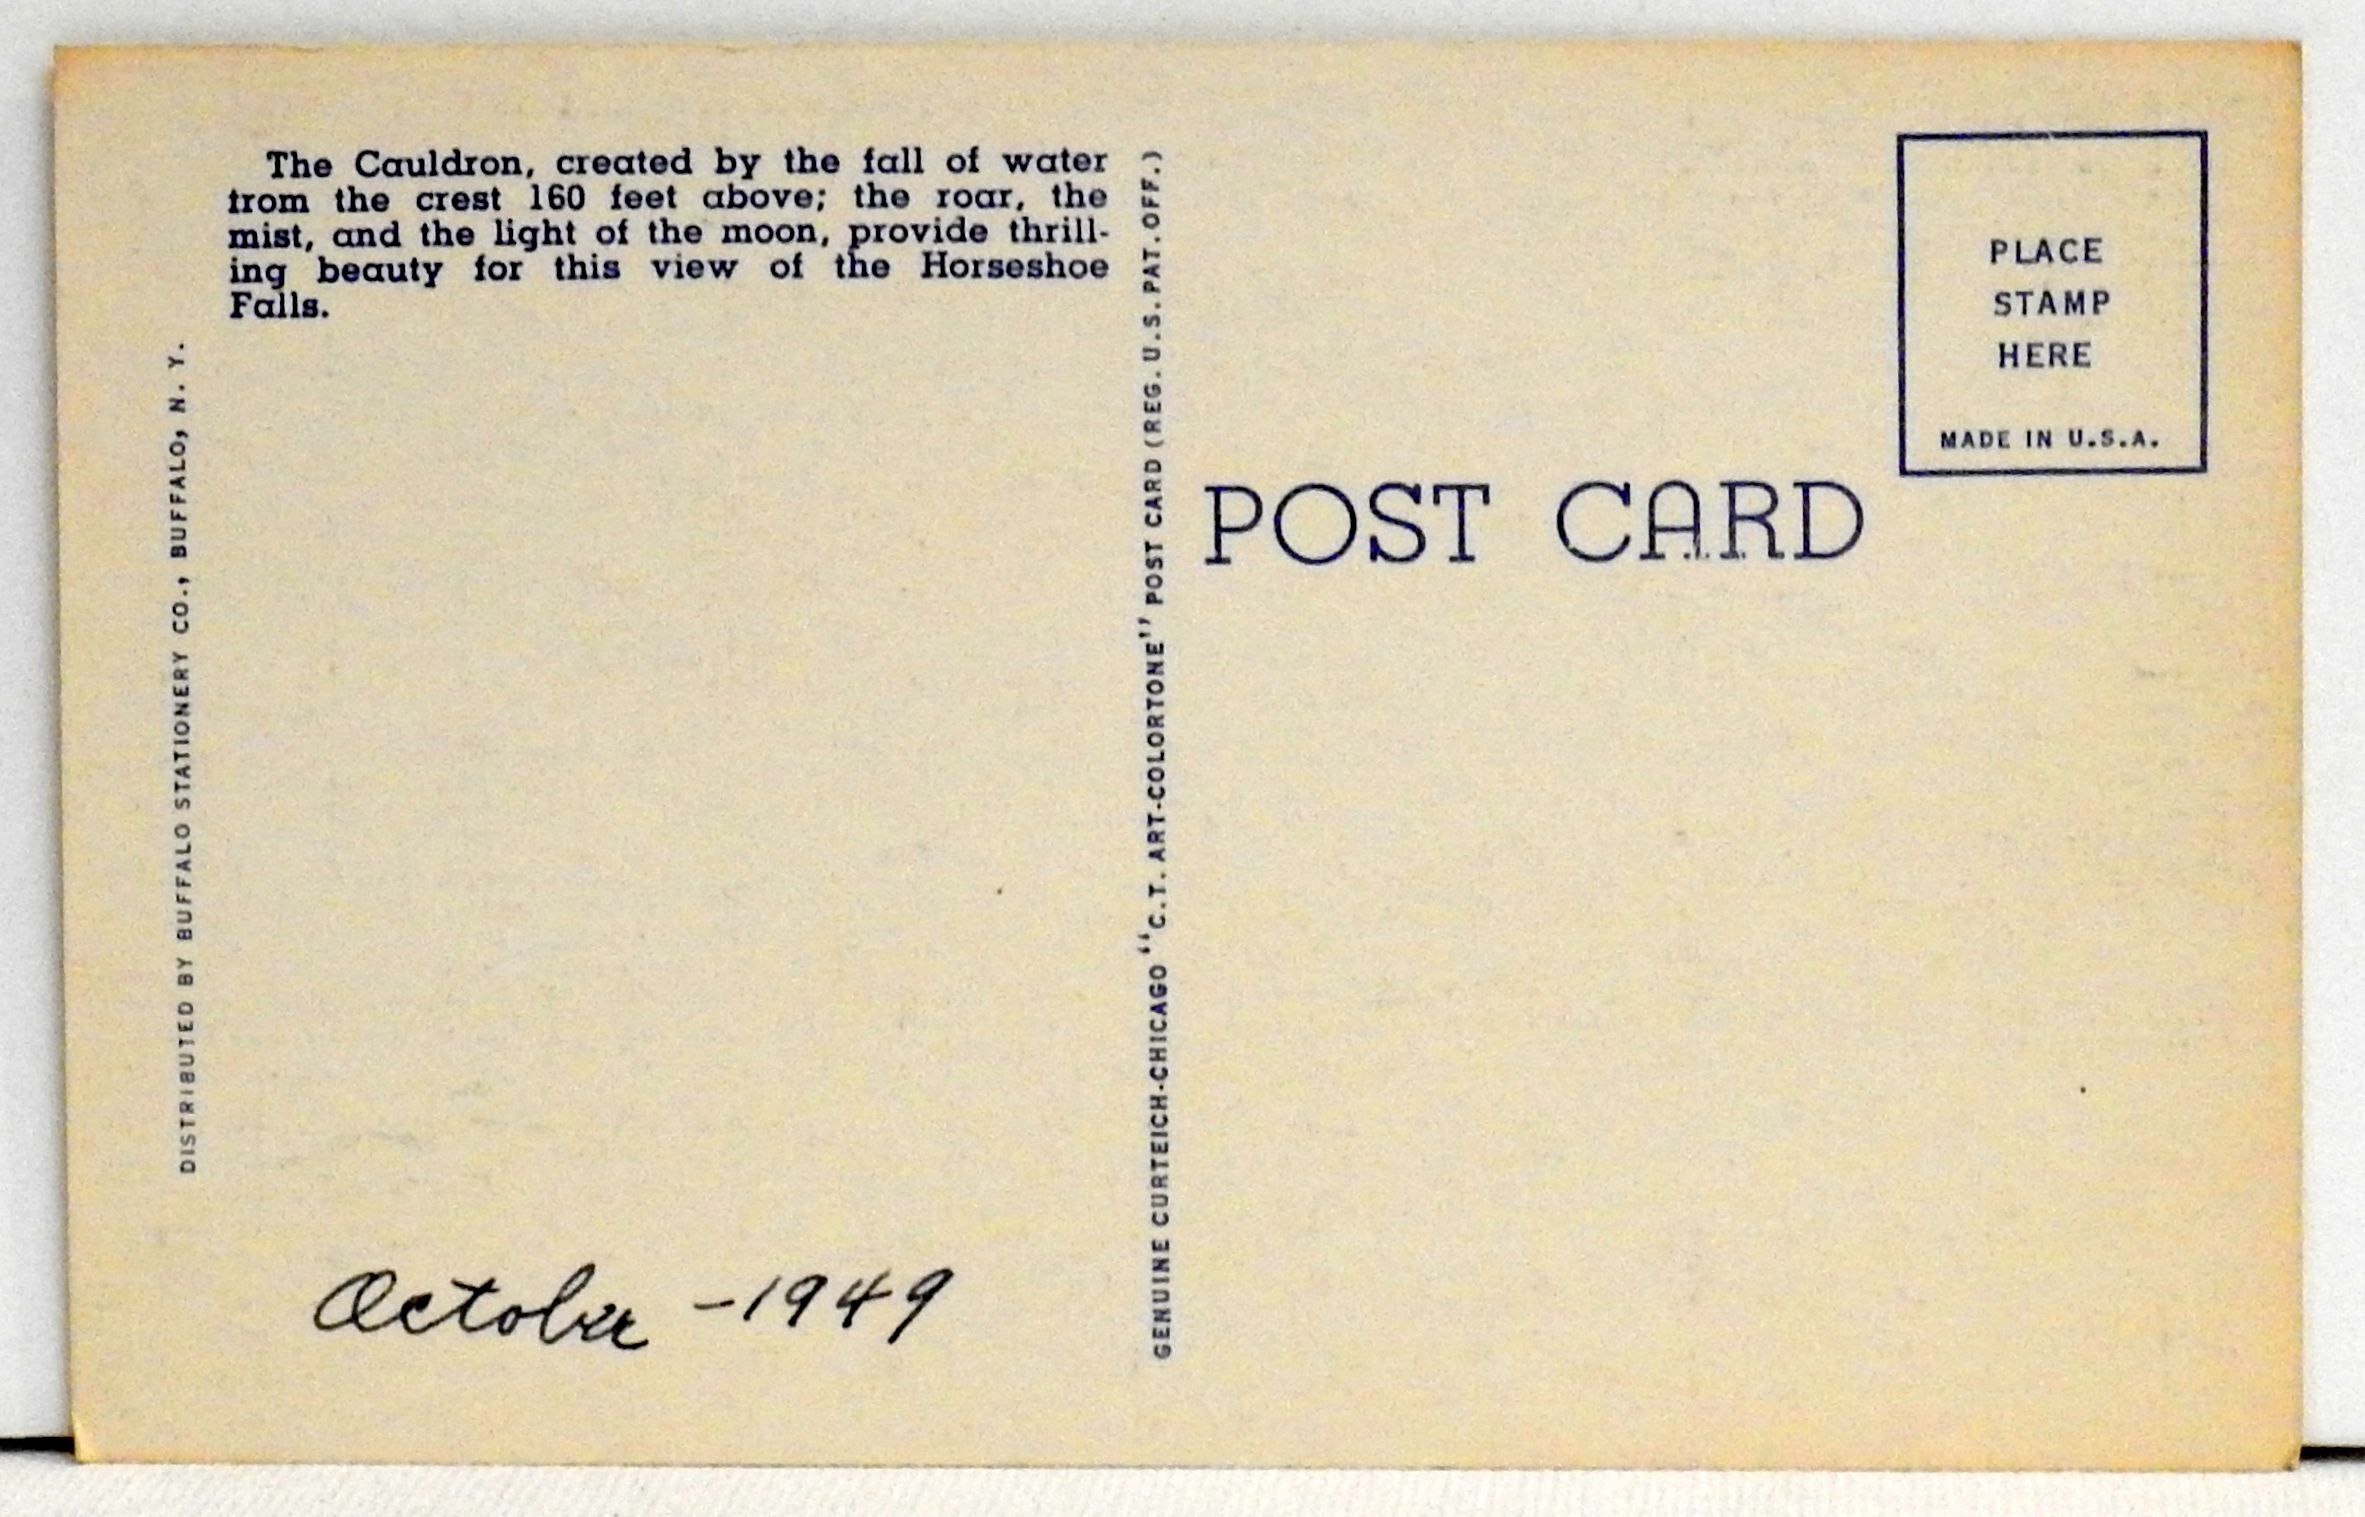 The Cauldron, created by the fall of water
from the crest 160 feet above; the roar, the
mist, and the light of the moon, provide thrill-
ing beauty for this view of the Horseshoe
Falls.
DISTRIBUTED BY BUFFALO STATIONERY CO., BUFFALO, N. Y.
October -1949
GENUINE CURTEICH-CHICAGO "C.T. ART-COLORTONE" POST CARD (REG. U.S. PAT. OFF.)
POST CARD
PLACE
STAMP
HERE
MADE IN U.S.A.